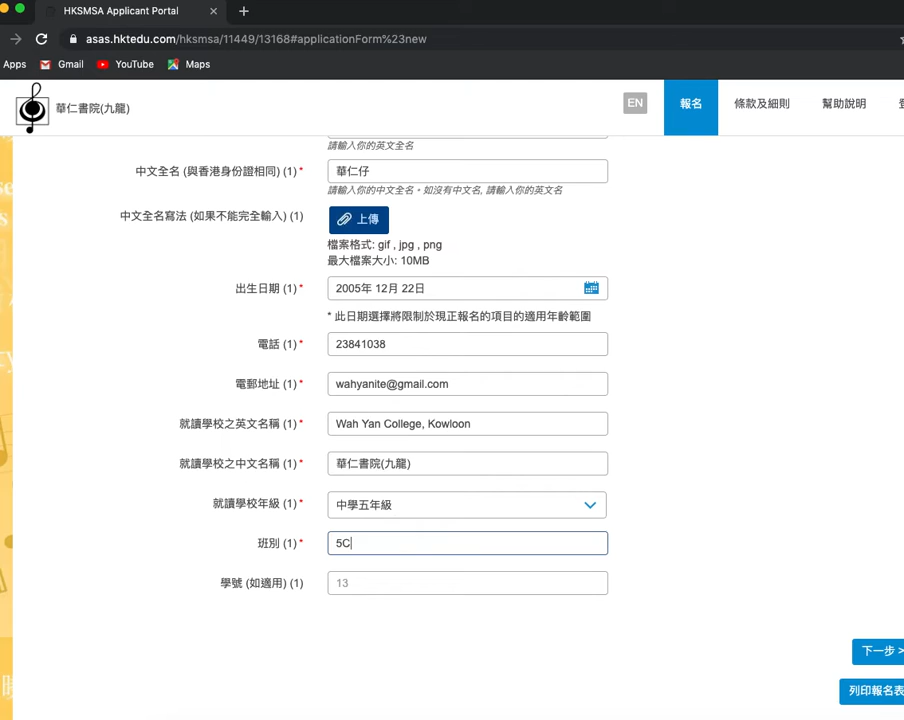 HKSMSA Applicant Portal
asas.hktedu.com/hksmsa/11449/13168#applicationForm%23new
Apps Gmail YouTube Maps
華仁書院(九龍) EN 報名 條款及細則 幫助說明
請輸入你的英文全名
中文全名 (與香港身份證相同) (1)* 華仁仔
請輸入你的中文全名。如沒有中文名, 請輸入你的英文名
中文全名寫法 (如果不能完全輸入) (1) 上傳
檔案格式: gif , jpg , png
最大檔案大小: 10MB
出生日期 (1)* 2005年 12月 22日
* 此日期選擇將限制於現正報名的項目的適用年齡範圍
電話 (1)* 23841038
電郵地址 (1)* wahyanite@gmail.com
就讀學校之英文名稱 (1)* Wah Yan College, Kowloon
就讀學校之中文名稱 (1)* 華仁書院(九龍)
就讀學校年級 (1)* 中學五年級
班別 (1)* 5C
學號 (如適用) (1) 13
下一步 >
列印報名表